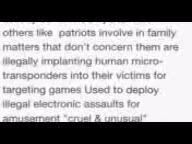 others like patriots involve in family
matters that don't concern them are
illegally implanting human micro-
transponders into their victims for
targeting games Used to deploy
illegal electronic assaults for
amusement “cruel & unusual”